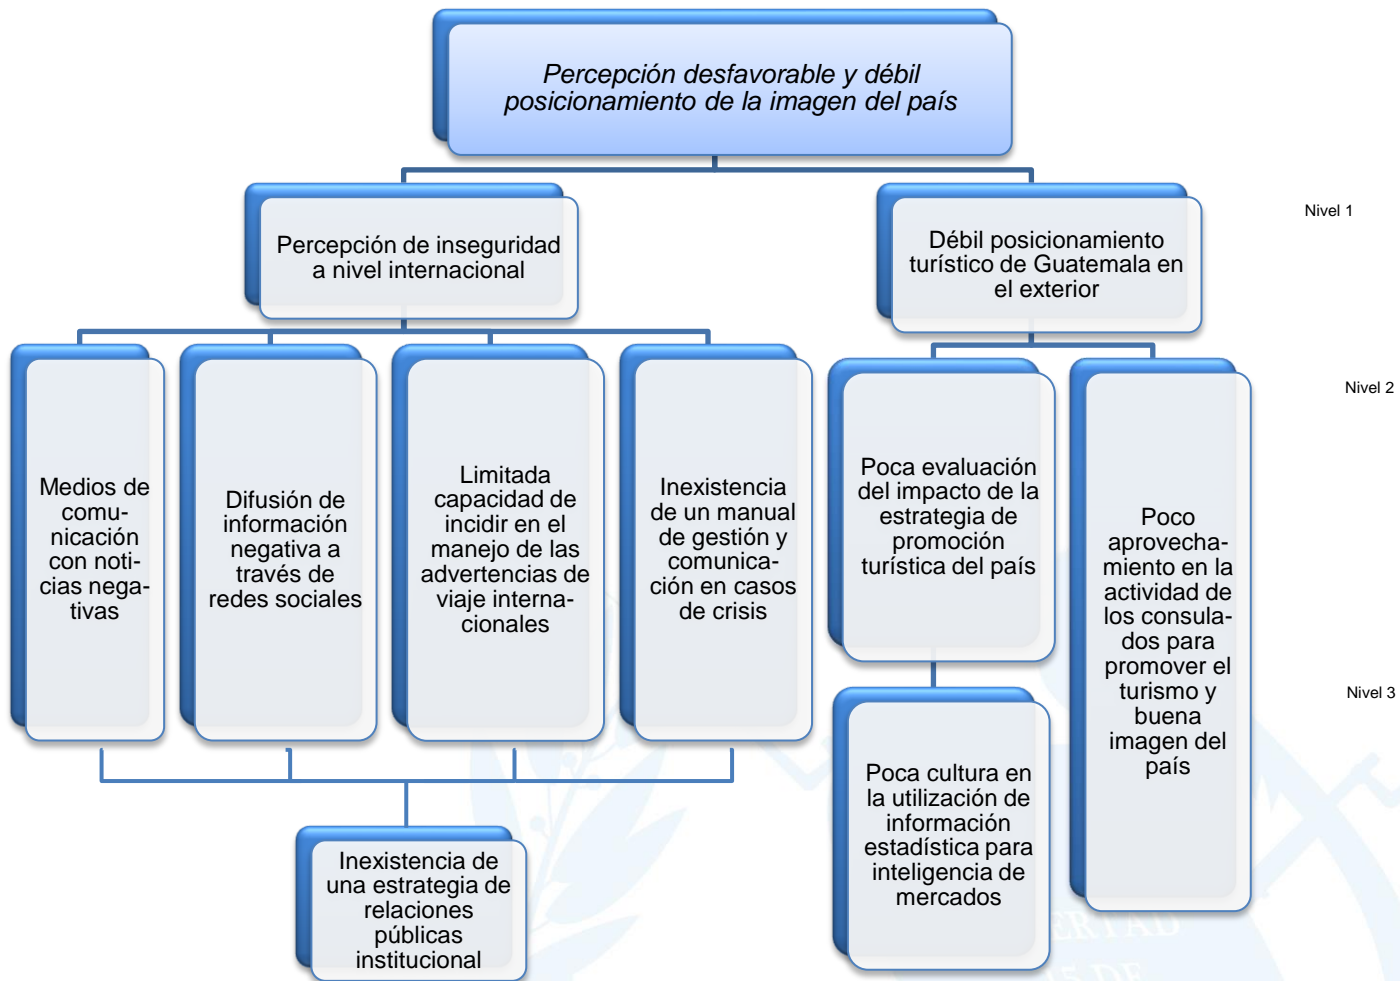 Percepción desfavorable y débil
posicionamiento de la imagen del país
Nivel 1
Percepción de inseguridad
a nivel internacional
Débil posicionamiento
turístico de Guatemala en
el exterior
Nivel 2
Medios de
comu-
nicación
con noti-
cias nega-
tivas
Difusión de
información
negativa a
través de
redes sociales
Limitada
capacidad de
incidir en el
manejo de las
advertencias de
viaje interna-
cionales
Inexistencia
de un manual
de gestión y
comunica-
ción en casos
de crisis
Poca evaluación
del impacto de la
estrategia de
promoción
turística del país
Poco
aprovecha-
miento en la
actividad de
los consula-
dos para
promover el
turismo y
buena
imagen del
país
Nivel 3
Inexistencia de
una estrategia de
relaciones
públicas
institucional
Poca cultura en
la utilización de
información
estadística para
inteligencia de
mercados
ERTAD
15 DE